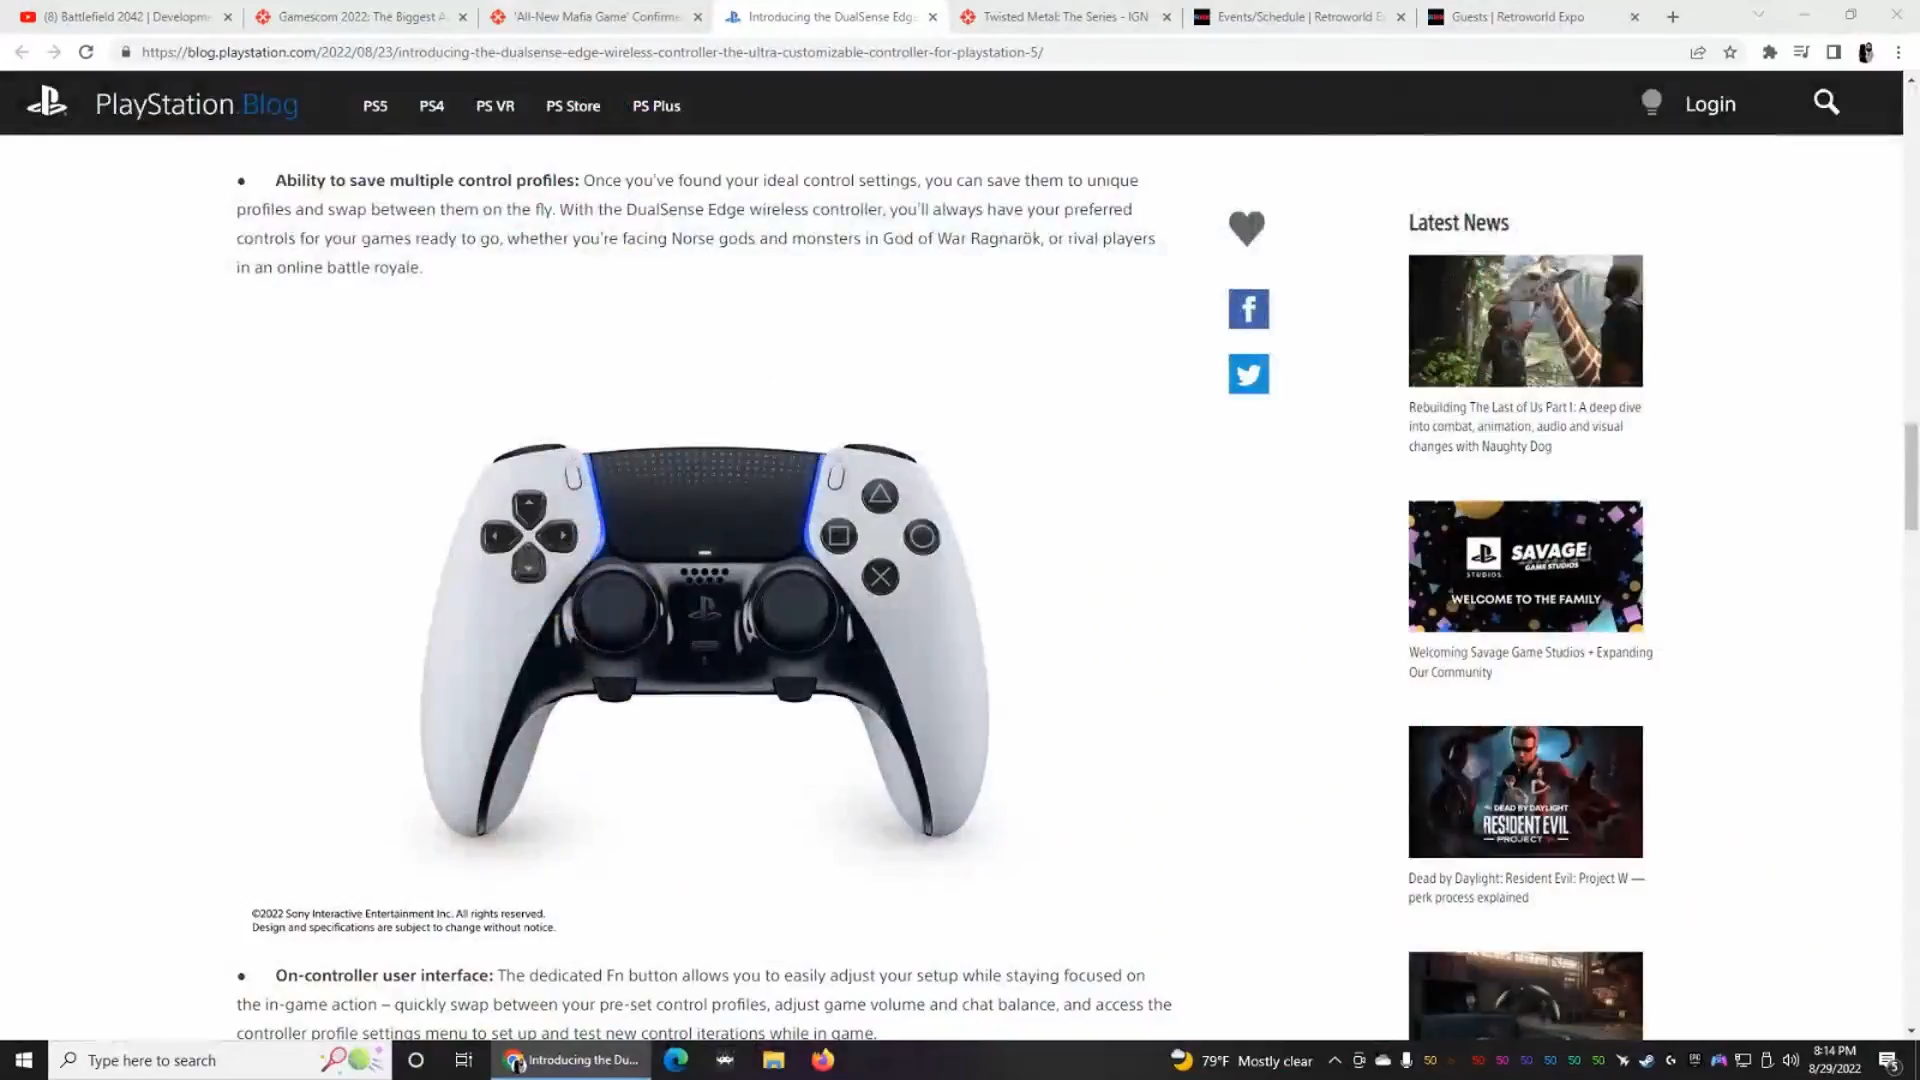 (8) Battlefield 2042 | Developme
Gamescom 2022: The Biggest A
'All-New Mafia Game' Confirme
Introducing the DualSense Edge
Twisted Metal: The Series - IGN
Events/Schedule | Retroworld E
Guests | Retroworld Expo
https://blog.playstation.com/2022/08/23/introducing-the-dualsense-edge-wireless-controller-the-ultra-customizable-controller-for-playstation-5/
PlayStation.Blog
PS5
PS4
PS VR
PS Store
PS Plus
Login
• Ability to save multiple control profiles: Once you've found your ideal control settings, you can save them to unique
profiles and swap between them on the fly. With the DualSense Edge wireless controller, you'll always have your preferred
controls for your games ready to go, whether you're facing Norse gods and monsters in God of War Ragnarök, or rival players
in an online battle royale.
©2022 Sony Interactive Entertainment Inc. All rights reserved.
Design and specifications are subject to change without notice.
• On-controller user interface: The dedicated Fn button allows you to easily adjust your setup while staying focused on
the in-game action – quickly swap between your pre-set control profiles, adjust game volume and chat balance, and access the
controller profile settings menu to set up and test new control iterations while in game.
Latest News
Rebuilding The Last of Us Part I: A deep dive
into combat, animation, audio and visual
changes with Naughty Dog
STUDIOS
SAVAGE
GAME STUDIOS
WELCOME TO THE FAMILY
Welcoming Savage Game Studios + Expanding
Our Community
DEAD BY DAYLIGHT
RESIDENT EVIL
PROJECT W
Dead by Daylight: Resident Evil: Project W —
perk process explained
Type here to search
Introducing the Du...
79°F Mostly clear
50
50
50
50
50
50
50
8:14 PM
8/29/2022
5